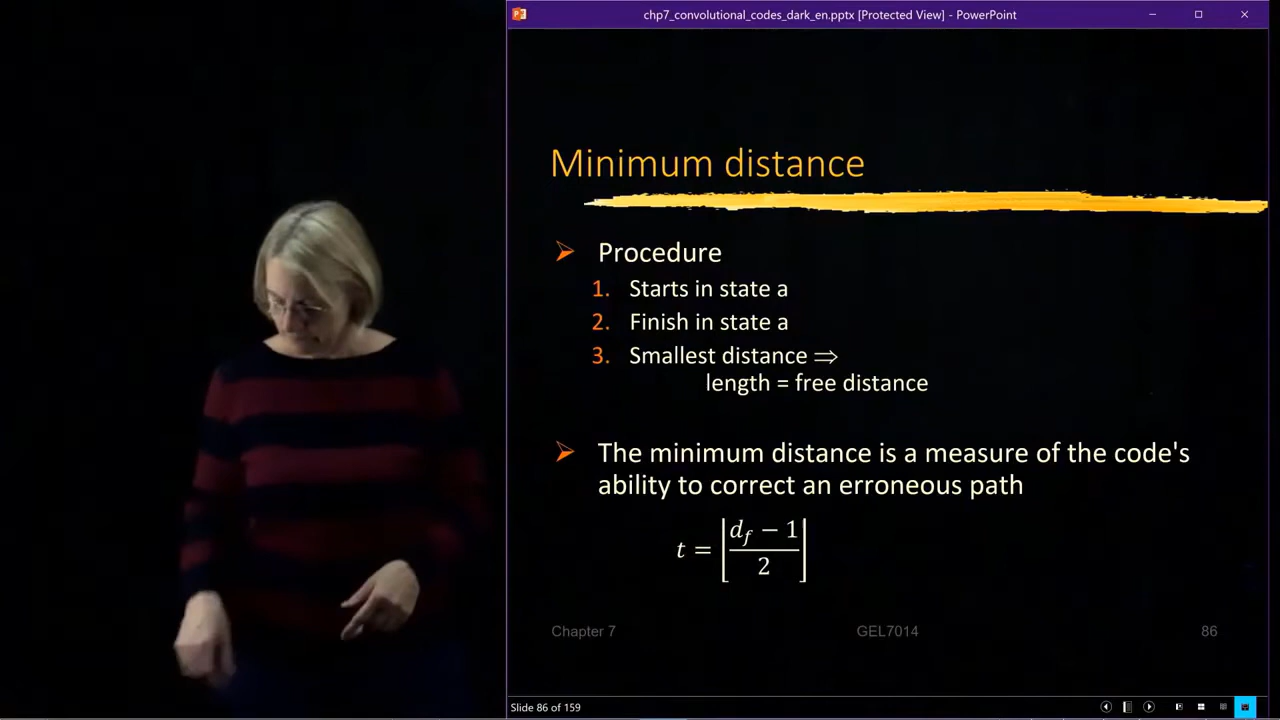 chp7_convolutional_codes_dark_en.pptx [Protected View] - PowerPoint
Minimum distance
➢ Procedure
1. Starts in state a
2. Finish in state a
3. Smallest distance ⇒
length = free distance
➢ The minimum distance is a measure of the code's
ability to correct an erroneous path
t = ⌊(d_f − 1)/2⌋
Chapter 7 GEL7014 86
Slide 86 of 159